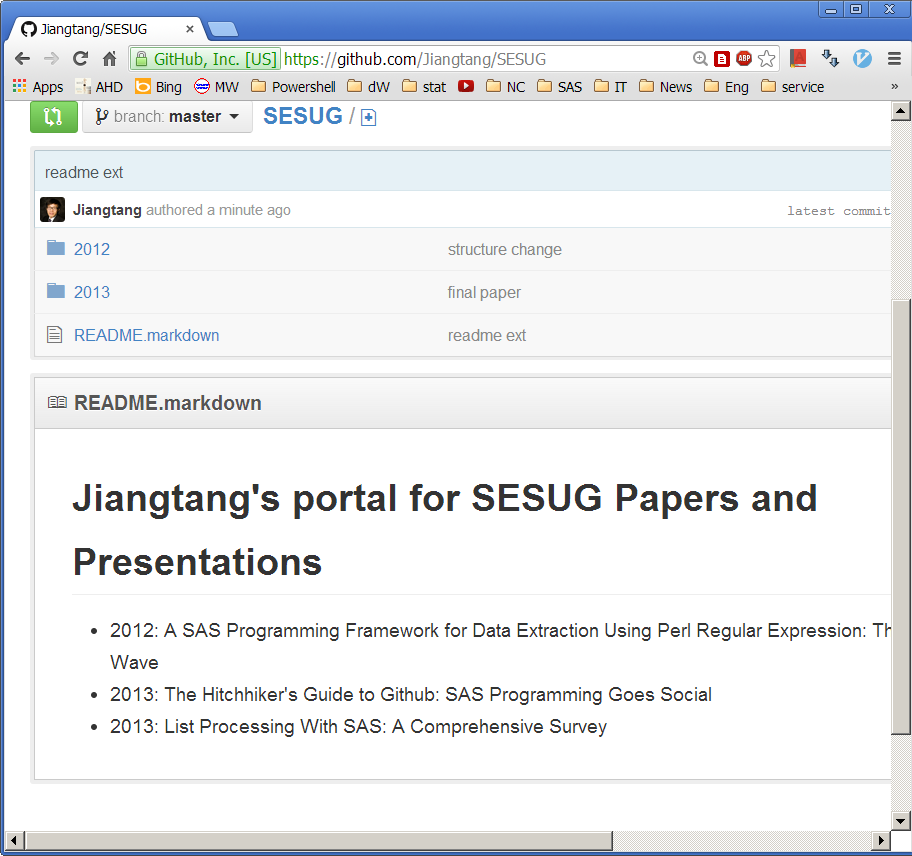 Jiangtang/SESUG
GitHub, Inc. [US] https://github.com/Jiangtang/SESUG ABP
Apps AHD Bing MW Powershell dW stat NC SAS IT News Eng service »
branch: master SESUG /
readme ext
Jiangtang authored a minute ago latest commit
2012 structure change
2013 final paper
README.markdown readme ext
README.markdown
Jiangtang's portal for SESUG Papers and
Presentations
• 2012: A SAS Programming Framework for Data Extraction Using Perl Regular Expression: Th
Wave
• 2013: The Hitchhiker's Guide to Github: SAS Programming Goes Social
• 2013: List Processing With SAS: A Comprehensive Survey